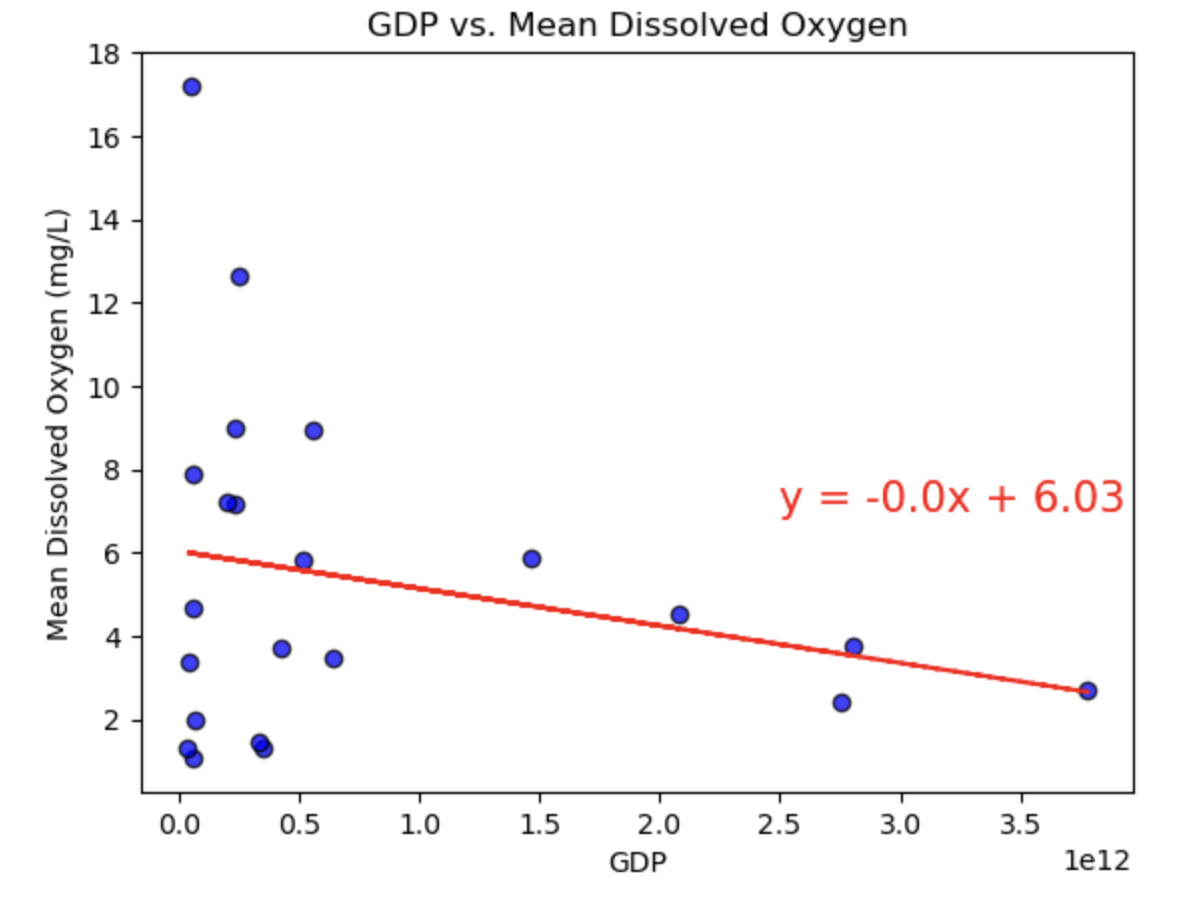 GDP vs. Mean Dissolved Oxygen
18
16
14
12
10
8
6
4
2
Mean Dissolved Oxygen (mg/L)
y = -0.0x + 6.03
0.0 0.5 1.0 1.5 2.0 2.5 3.0 3.5
GDP
1e12